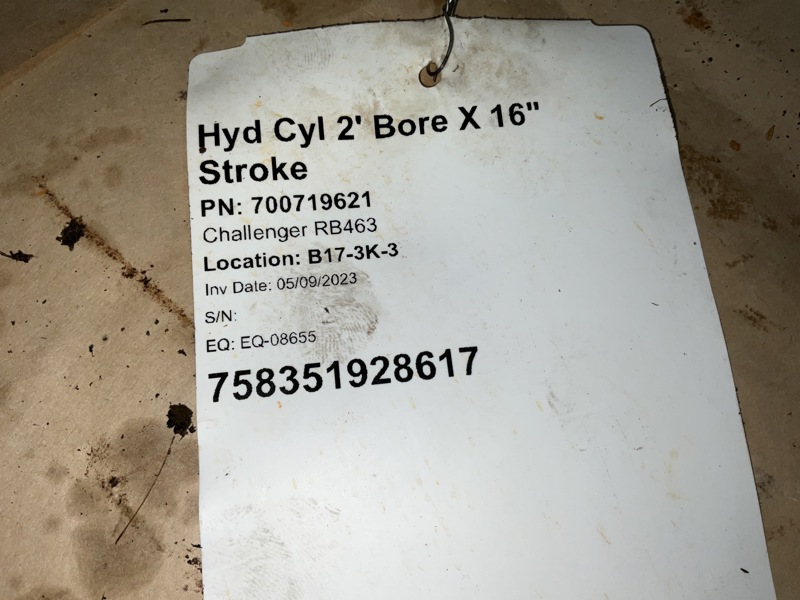 Hyd Cyl 2' Bore X 16"
Stroke
PN: 700719621
Challenger RB463
Location: B17-3K-3
Inv Date: 05/09/2023
S/N:
EQ: EQ-08655
758351928617